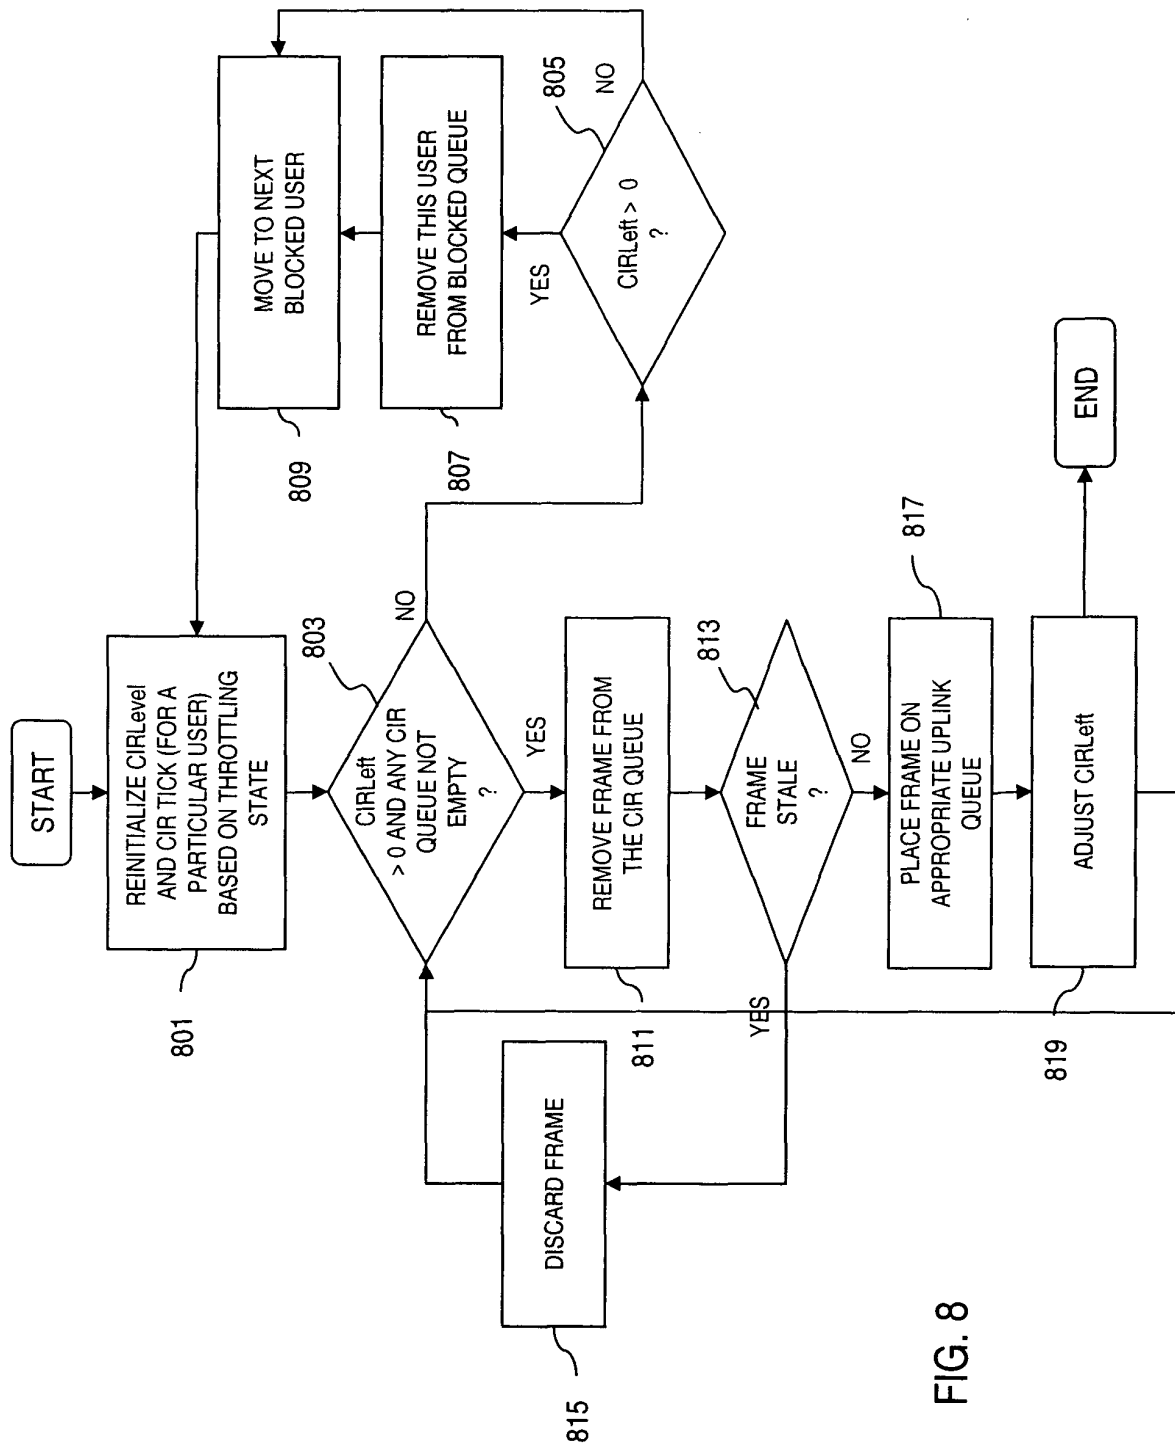 START
REINITIALIZE CIRLevel
AND CIR TICK (FOR A
PARTICULAR USER)
BASED ON THROTTLING
STATE
801
CIRLeft
> 0 AND ANY CIR
QUEUE NOT
EMPTY
?
803
NO
YES
CIRLeft > 0
?
805
NO
YES
REMOVE THIS USER
FROM BLOCKED QUEUE
807
MOVE TO NEXT
BLOCKED USER
809
REMOVE FRAME FROM
THE CIR QUEUE
811
FRAME
STALE
?
813
YES
NO
DISCARD FRAME
815
PLACE FRAME ON
APPROPRIATE UPLINK
QUEUE
817
ADJUST CIRLeft
819
END
FIG. 8